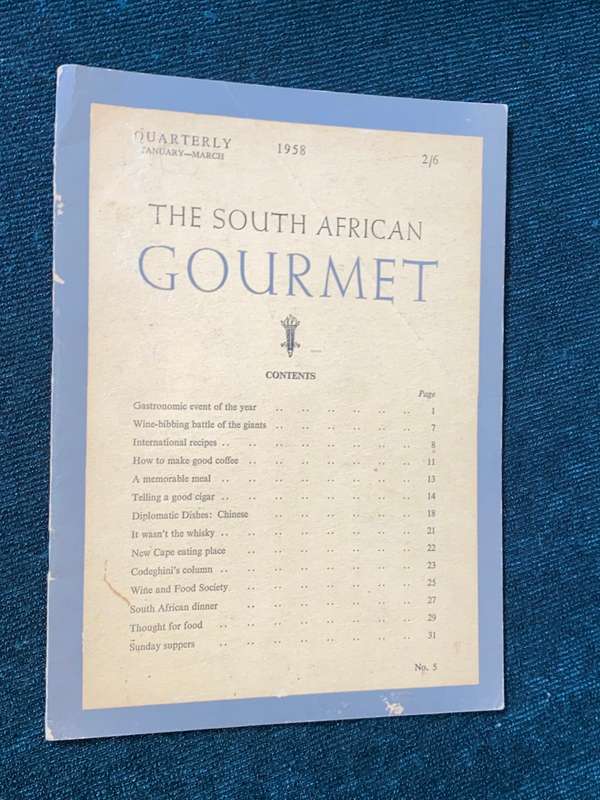 QUARTERLY 1958 2/6
JANUARY—MARCH
THE SOUTH AFRICAN
GOURMET
CONTENTS
Page
Gastronomic event of the year .. .. .. .. .. .. 1
Wine-bibbing battle of the giants .. .. .. .. .. .. 7
International recipes .. .. .. .. .. .. .. .. 8
How to make good coffee .. .. .. .. .. .. .. 11
A memorable meal .. .. .. .. .. .. .. .. 13
Telling a good cigar .. .. .. .. .. .. .. .. 14
Diplomatic Dishes: Chinese .. .. .. .. .. .. 18
It wasn't the whisky .. .. .. .. .. .. .. .. 21
New Cape eating place .. .. .. .. .. .. .. 22
Codeghini's column .. .. .. .. .. .. .. .. 23
Wine and Food Society .. .. .. .. .. .. .. 25
South African dinner .. .. .. .. .. .. .. 27
Thought for food .. .. .. .. .. .. .. .. 29
Sunday suppers .. .. .. .. .. .. .. .. 31
No. 5